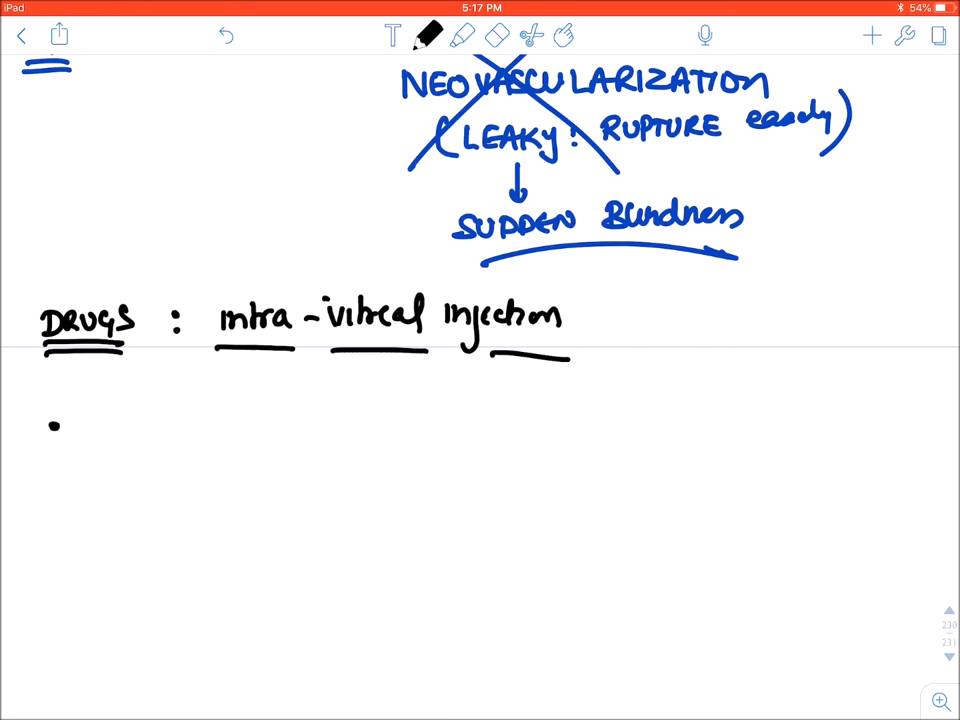 iPad 5:17 PM 54%
T
NEOVASCULARIZATION
(LEAKY: RUPTURE easily)
SUDDEN Blindness
DRUGS : intra-vitreal Injection
230
231